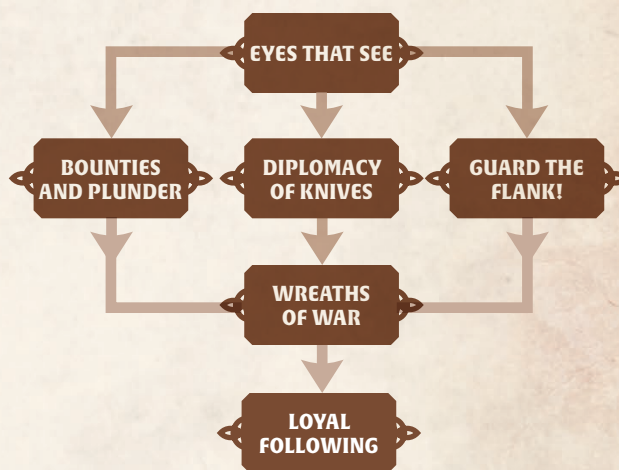 EYES THAT SEE
BOUNTIES
AND PLUNDER
DIPLOMACY
OF KNIVES
GUARD THE
FLANK!
WREATHS
OF WAR
LOYAL
FOLLOWING